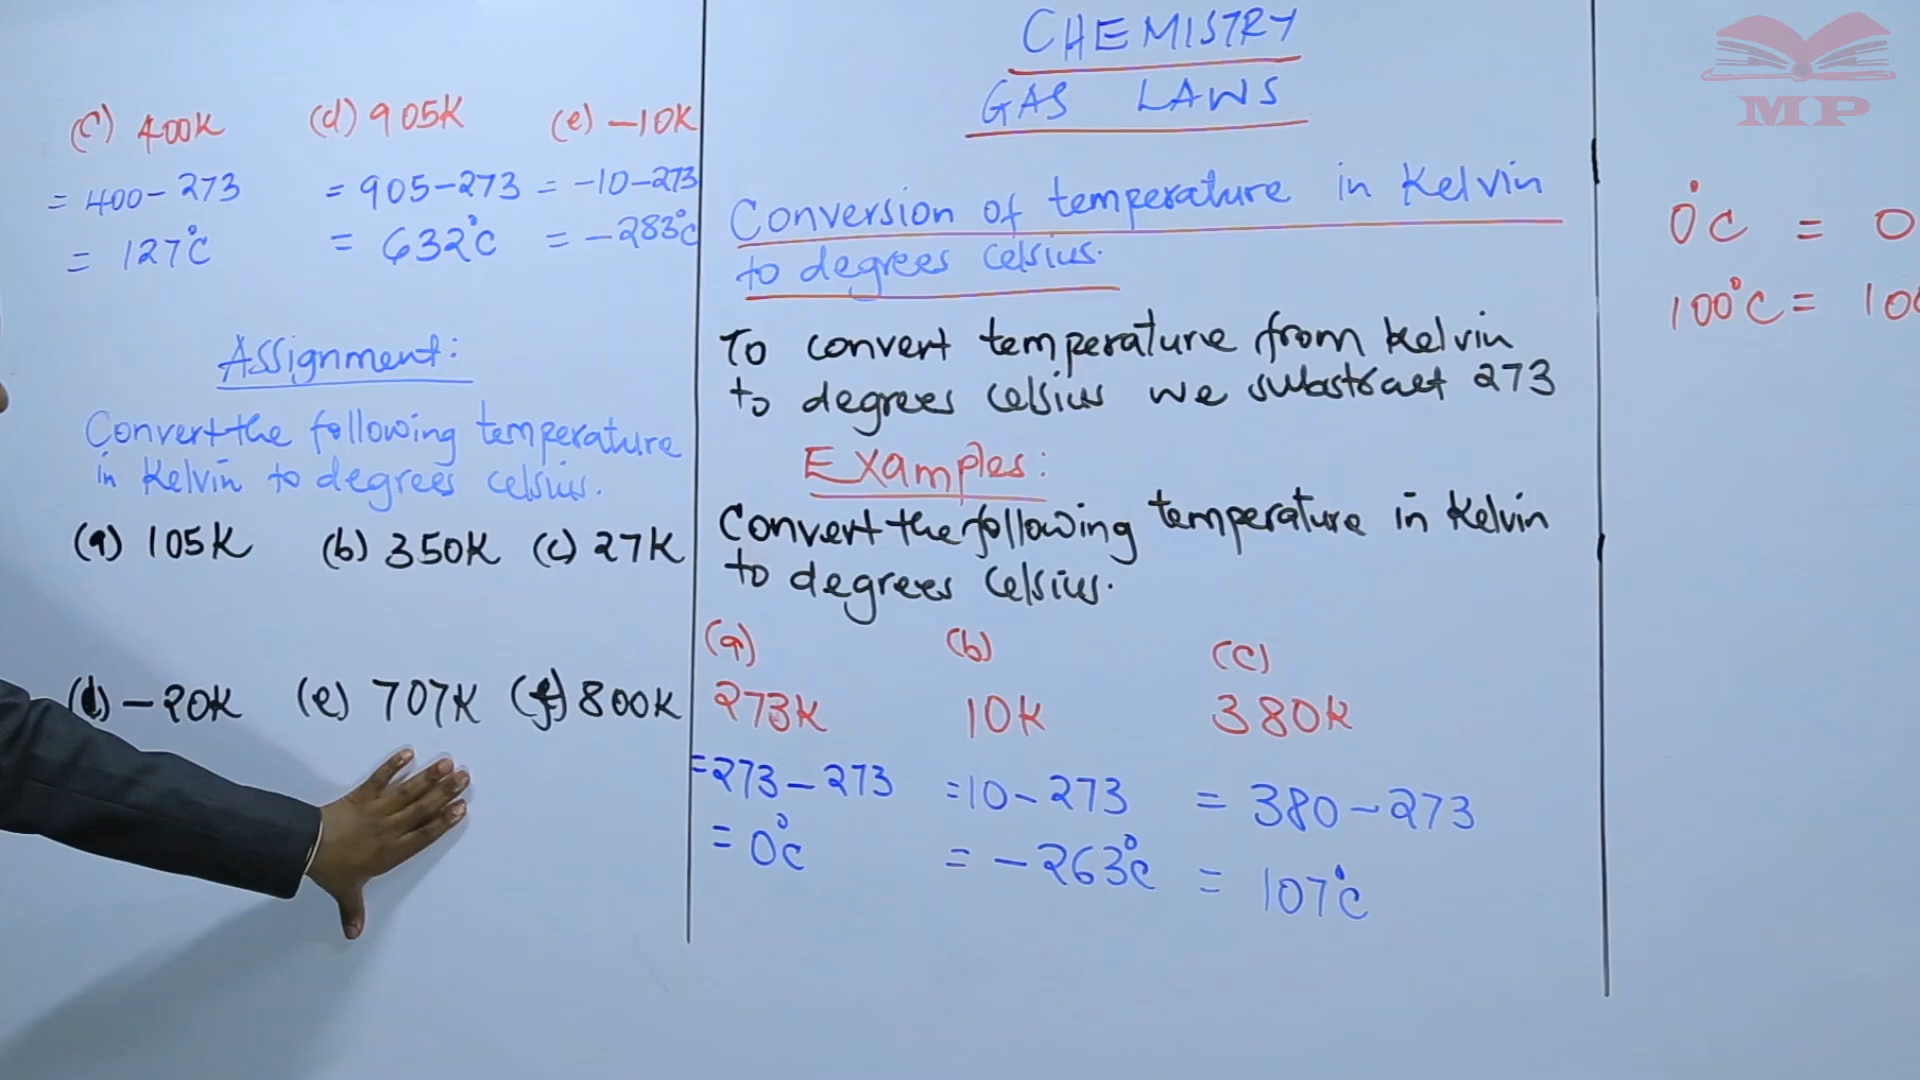 CHEMISTRY
GAS LAWS
Conversion of temperature in Kelvin
to degrees Celsius.
To convert temperature from Kelvin
to degrees Celsius we substract 273
Examples:
Convert the following temperature in Kelvin
to degrees Celsius.
(a) (b) (c)
273K 10K 380K
=273-273 =10-273 = 380-273
= 0°C = -263°C = 107°C
(c) 400K (d) 905K (e) -10K
= 400-273 = 905-273 = -10-273
= 127°C = 632°C = -283°C
Assignment:
Convert the following temperature
in Kelvin to degrees Celsius.
(a) 105K (b) 350K (c) 27K
(d) -20K (e) 707K (f) 800K
0°C = 0
100°C = 10
MP